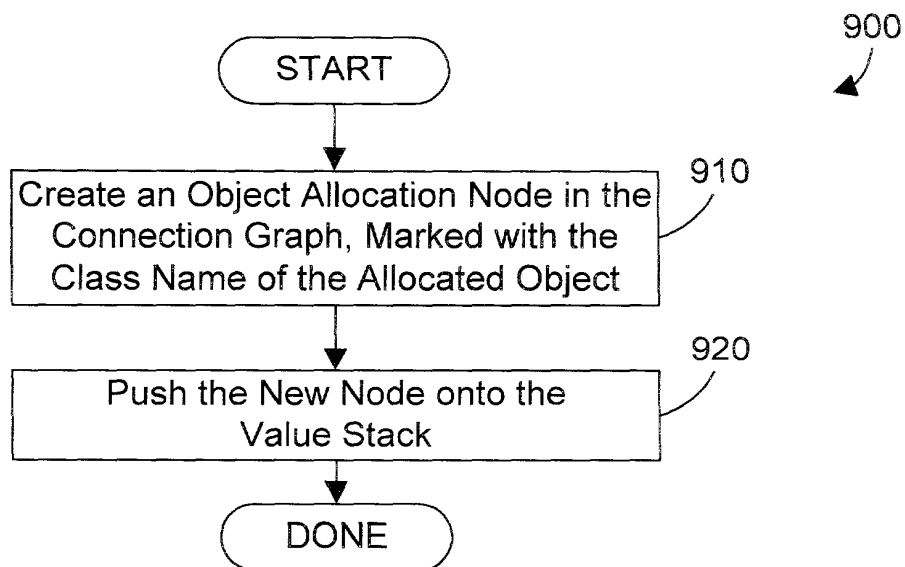 900
START
910
Create an Object Allocation Node in the
Connection Graph, Marked with the
Class Name of the Allocated Object
920
Push the New Node onto the
Value Stack
DONE